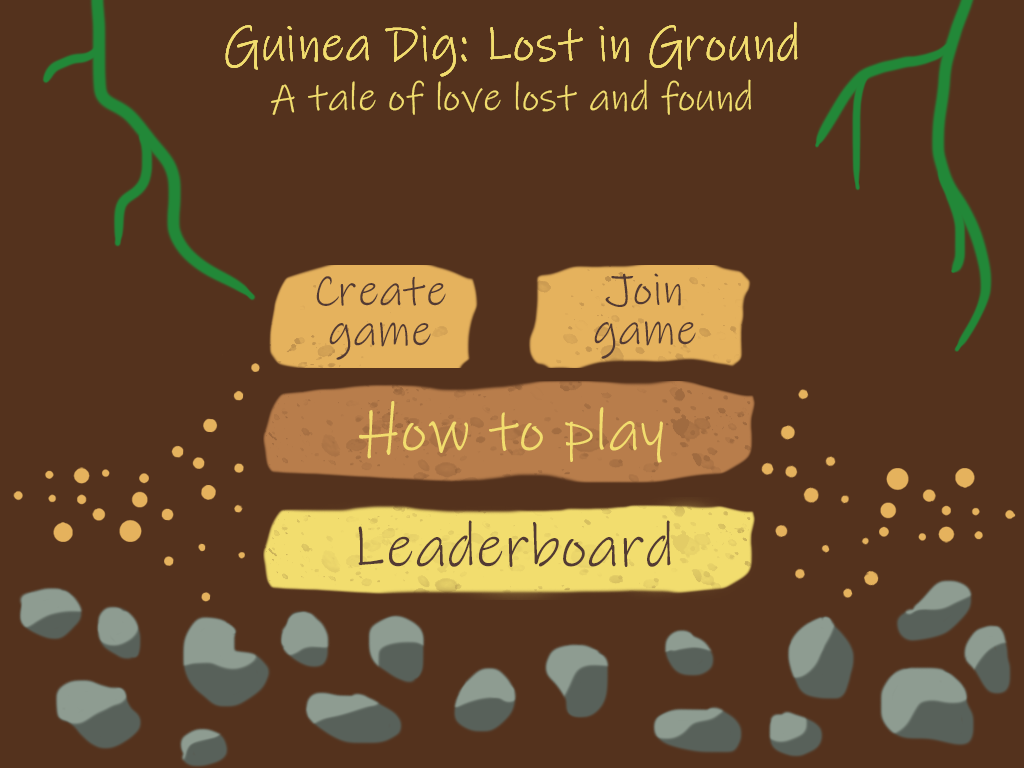 Guinea Dig: Lost in Ground
A tale of love lost and found
Create
game
Join
game
How to play
Leaderboard